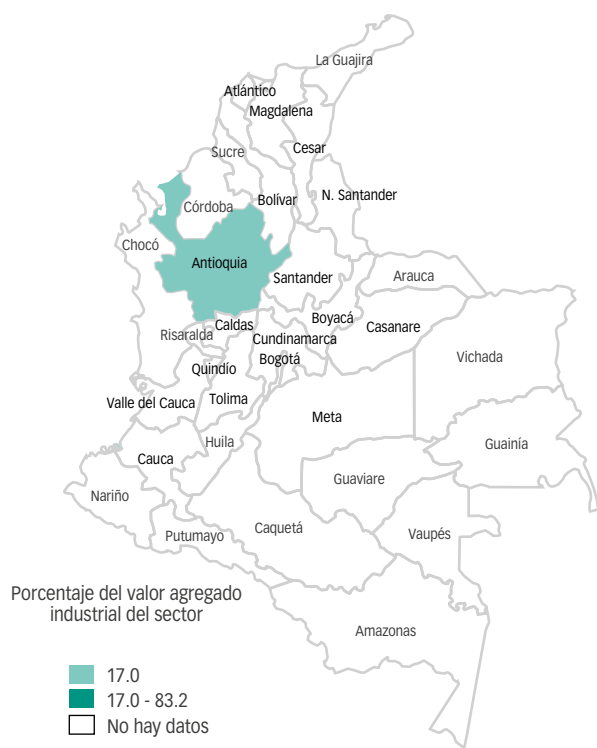 La Guajira
Atlántico
Magdalena
Cesar
Sucre
N. Santander
Bolívar
Córdoba
Chocó
Antioquia
Santander
Arauca
Boyacá
Caldas
Casanare
Risaralda
Cundinamarca
Vichada
Bogotá
Quindío
Tolima
Valle del Cauca
Meta
Guainía
Huila
Cauca
Guaviare
Nariño
Caquetá
Putumayo
Vaupés
Amazonas
Porcentaje del valor agregado
industrial del sector
17.0
17.0 - 83.2
No hay datos